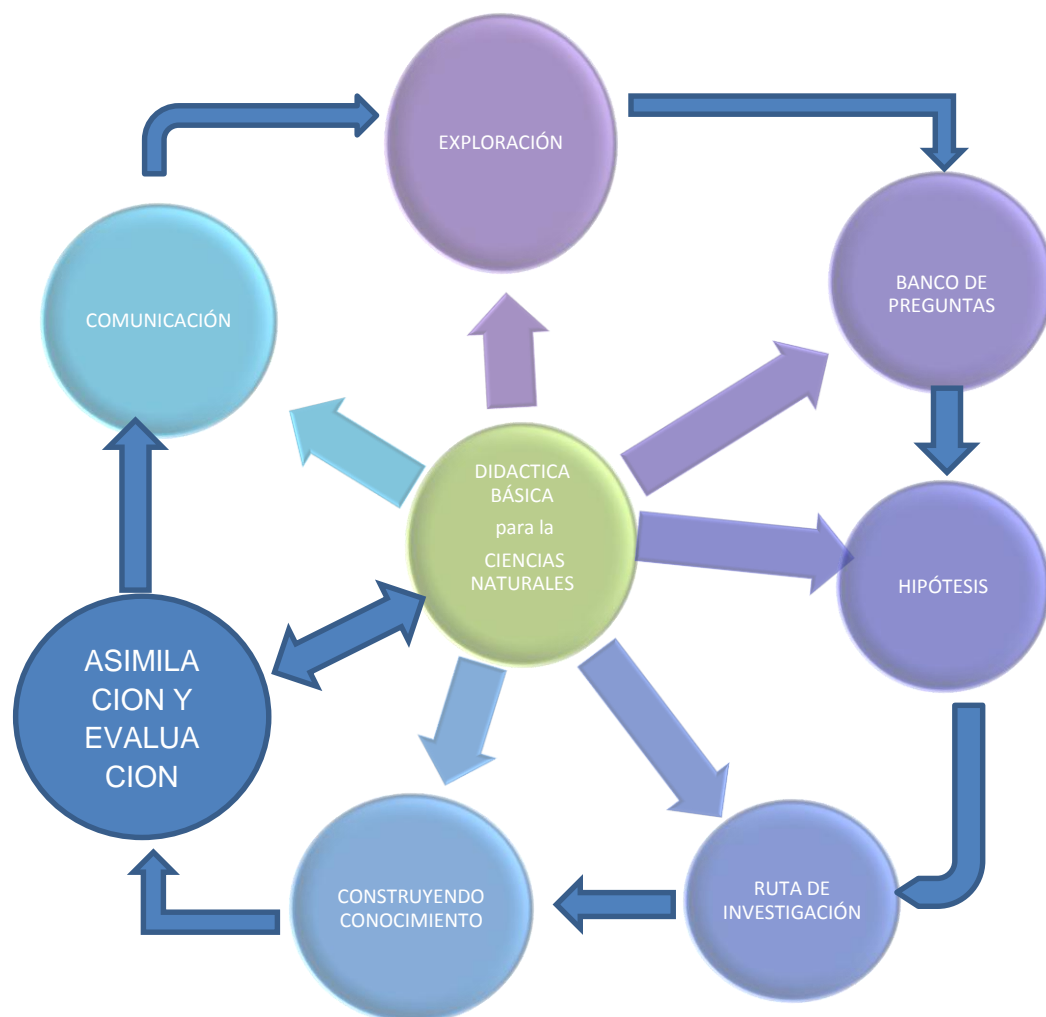 EXPLORACIÓN
BANCO DE
PREGUNTAS
COMUNICACIÓN
DIDACTICA
BÁSICA
para la
CIENCIAS
NATURALES
HIPÓTESIS
ASIMILA
CION Y
EVALUA
CION
RUTA DE
INVESTIGACIÓN
CONSTRUYENDO
CONOCIMIENTO